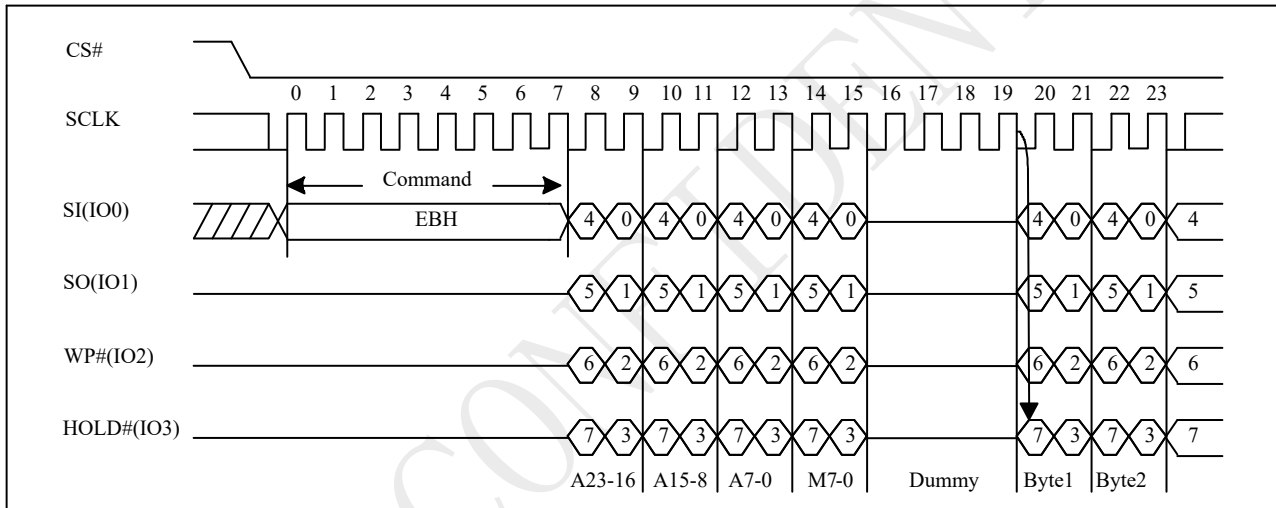 CS#
0 1 2 3 4 5 6 7 8 9 10 11 12 13 14 15 16 17 18 19 20 21 22 23
SCLK
Command
SI(IO0) EBH 4 0 4 0 4 0 4 0 4 0 4 0 4
SO(IO1) 5 1 5 1 5 1 5 1 5 1 5 1 5
WP#(IO2) 6 2 6 2 6 2 6 2 6 2 6 2 6
HOLD#(IO3) 7 3 7 3 7 3 7 3 7 3 7 3 7
A23-16 A15-8 A7-0 M7-0 Dummy Byte1 Byte2